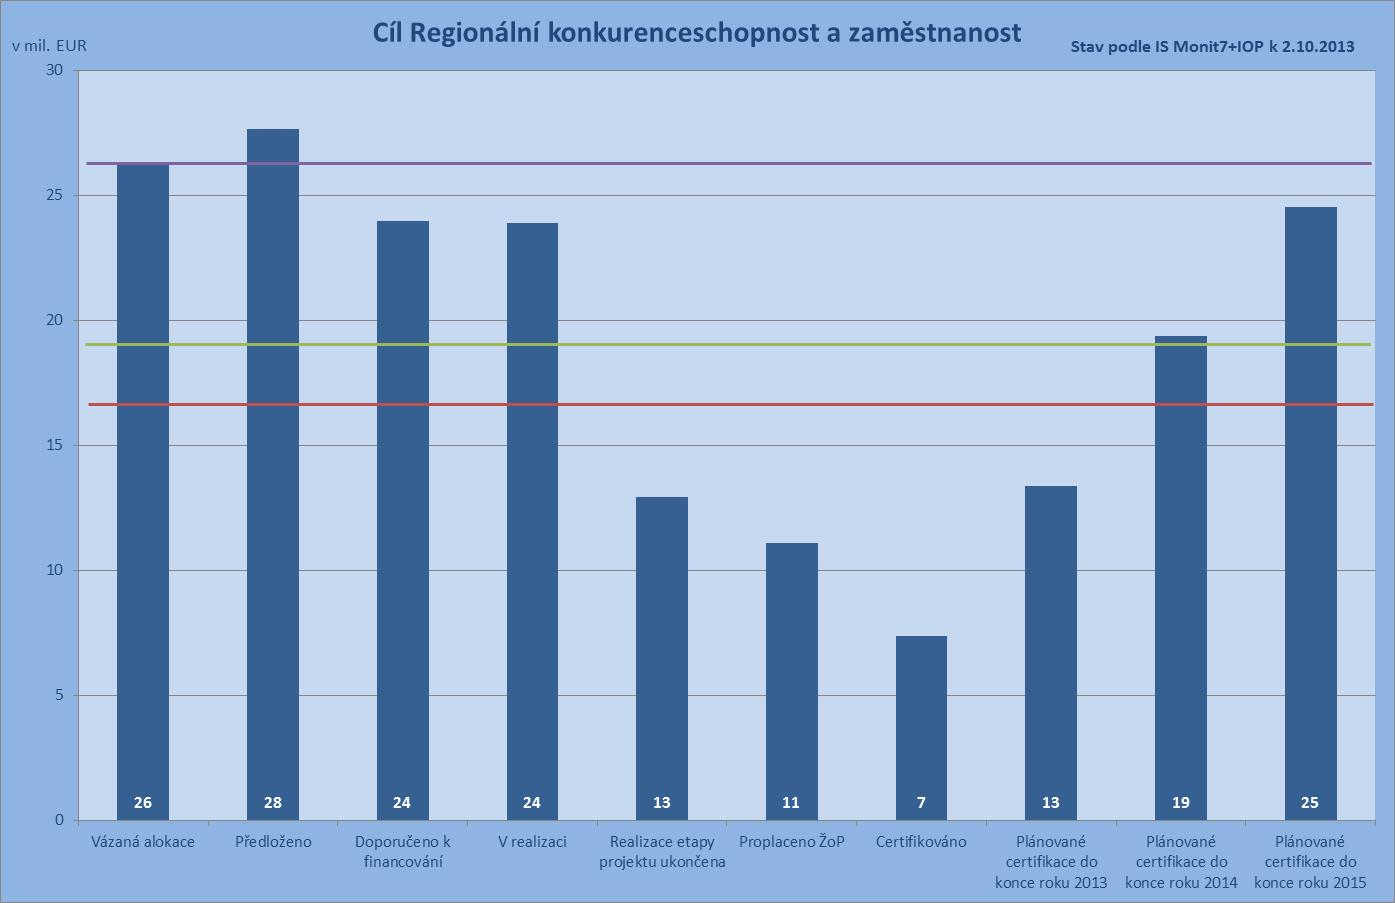 Cíl Regionální konkurenceschopnost a zaměstnanost
v mil. EUR
Stav podle IS Monit7+IOP k 2.10.2013
30
25
20
15
10
5
0
26
28
24
24
13
11
7
13
19
25
Vázaná alokace
Předloženo
Doporučeno k
financování
V realizaci
Realizace etapy
projektu ukončena
Proplaceno ŽoP
Certifikováno
Plánované
certifikace do
konce roku 2013
Plánované
certifikace do
konce roku 2014
Plánované
certifikace do
konce roku 2015